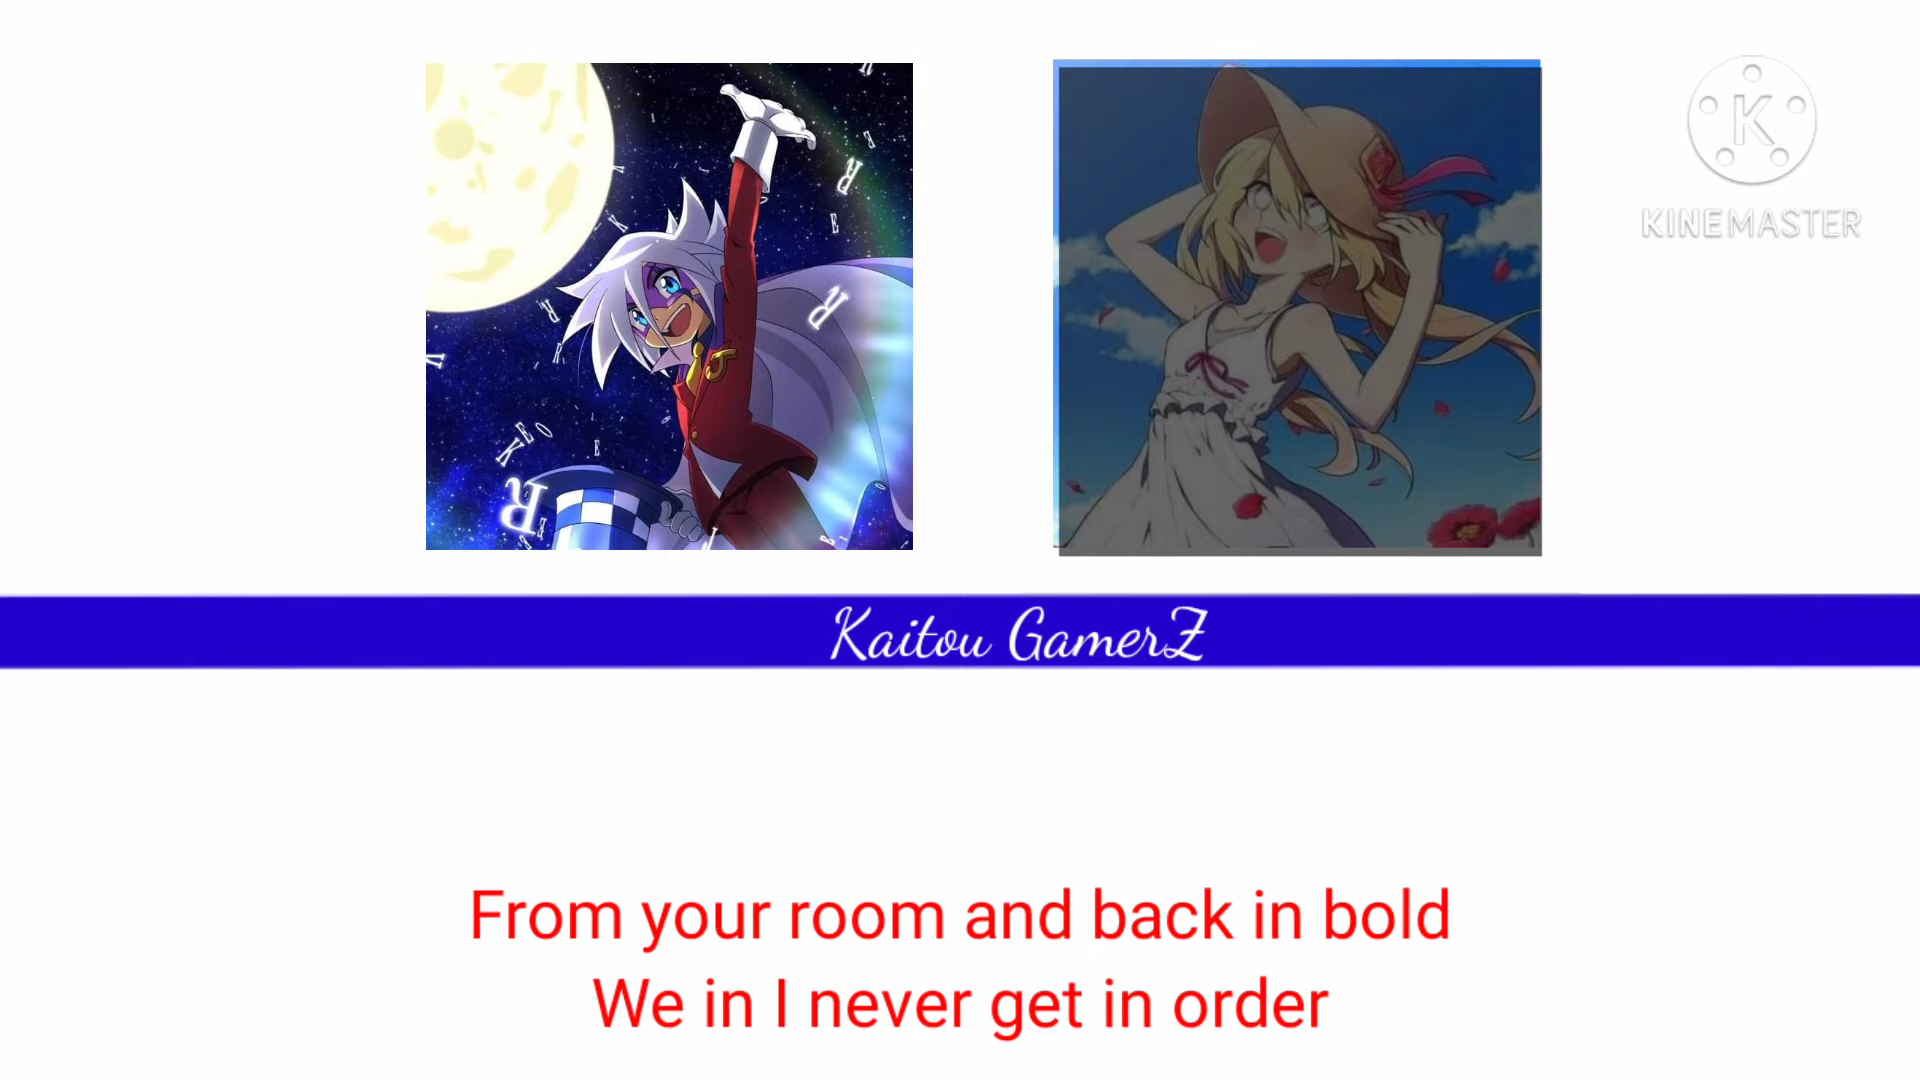 K
KINEMASTER
Kaitou GamerZ
From your room and back in bold
We in I never get in order